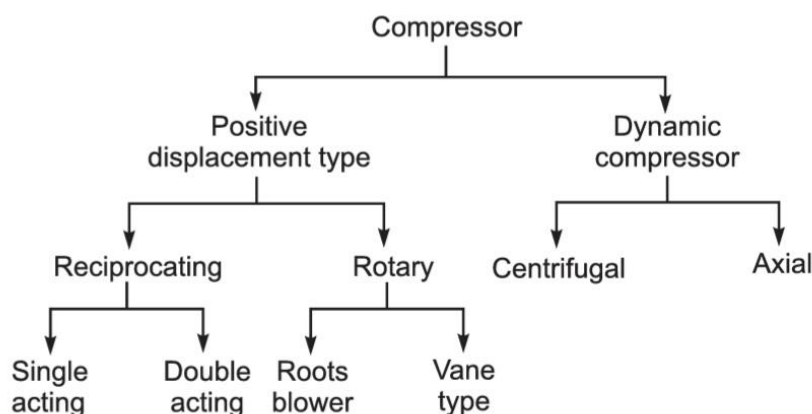 Compressor
Positive
displacement type
Dynamic
compressor
Reciprocating
Rotary
Centrifugal
Axial
Single
acting
Double
acting
Roots
blower
Vane
type